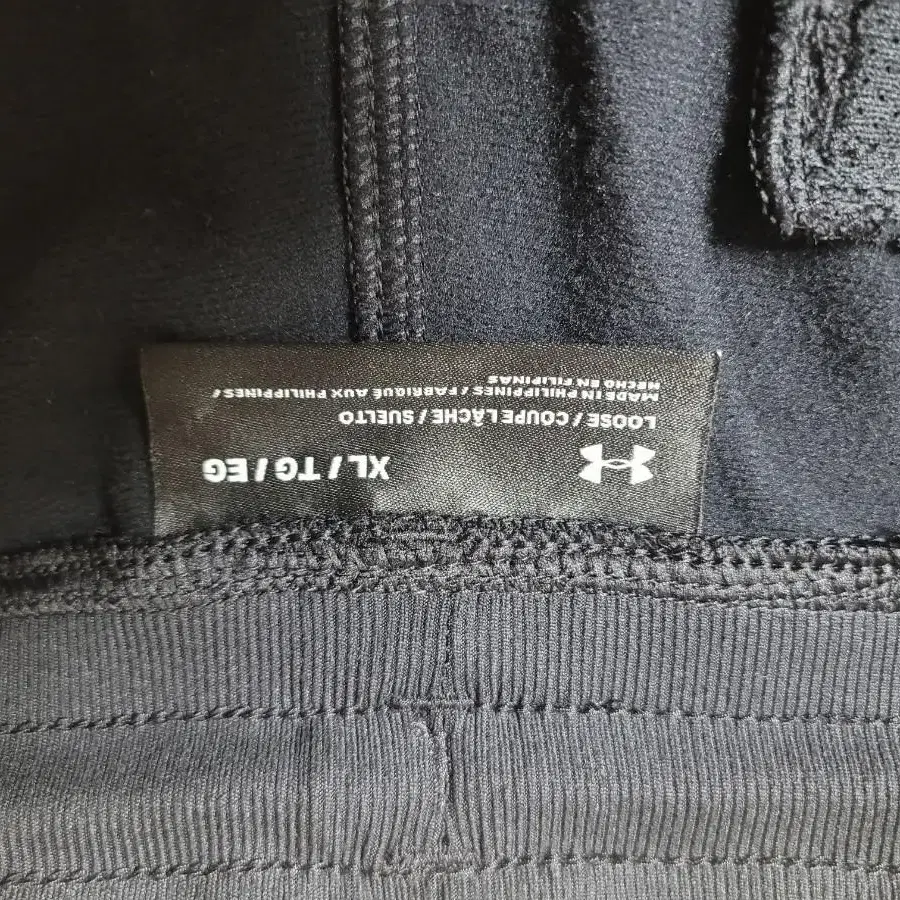 XL / TG / EG
LOOSE / COUPE LÂCHE / SUELTO
MADE IN PHILIPPINES / FABRIQUÉ AUX PHILIPPINES /
HECHO EN FILIPINAS